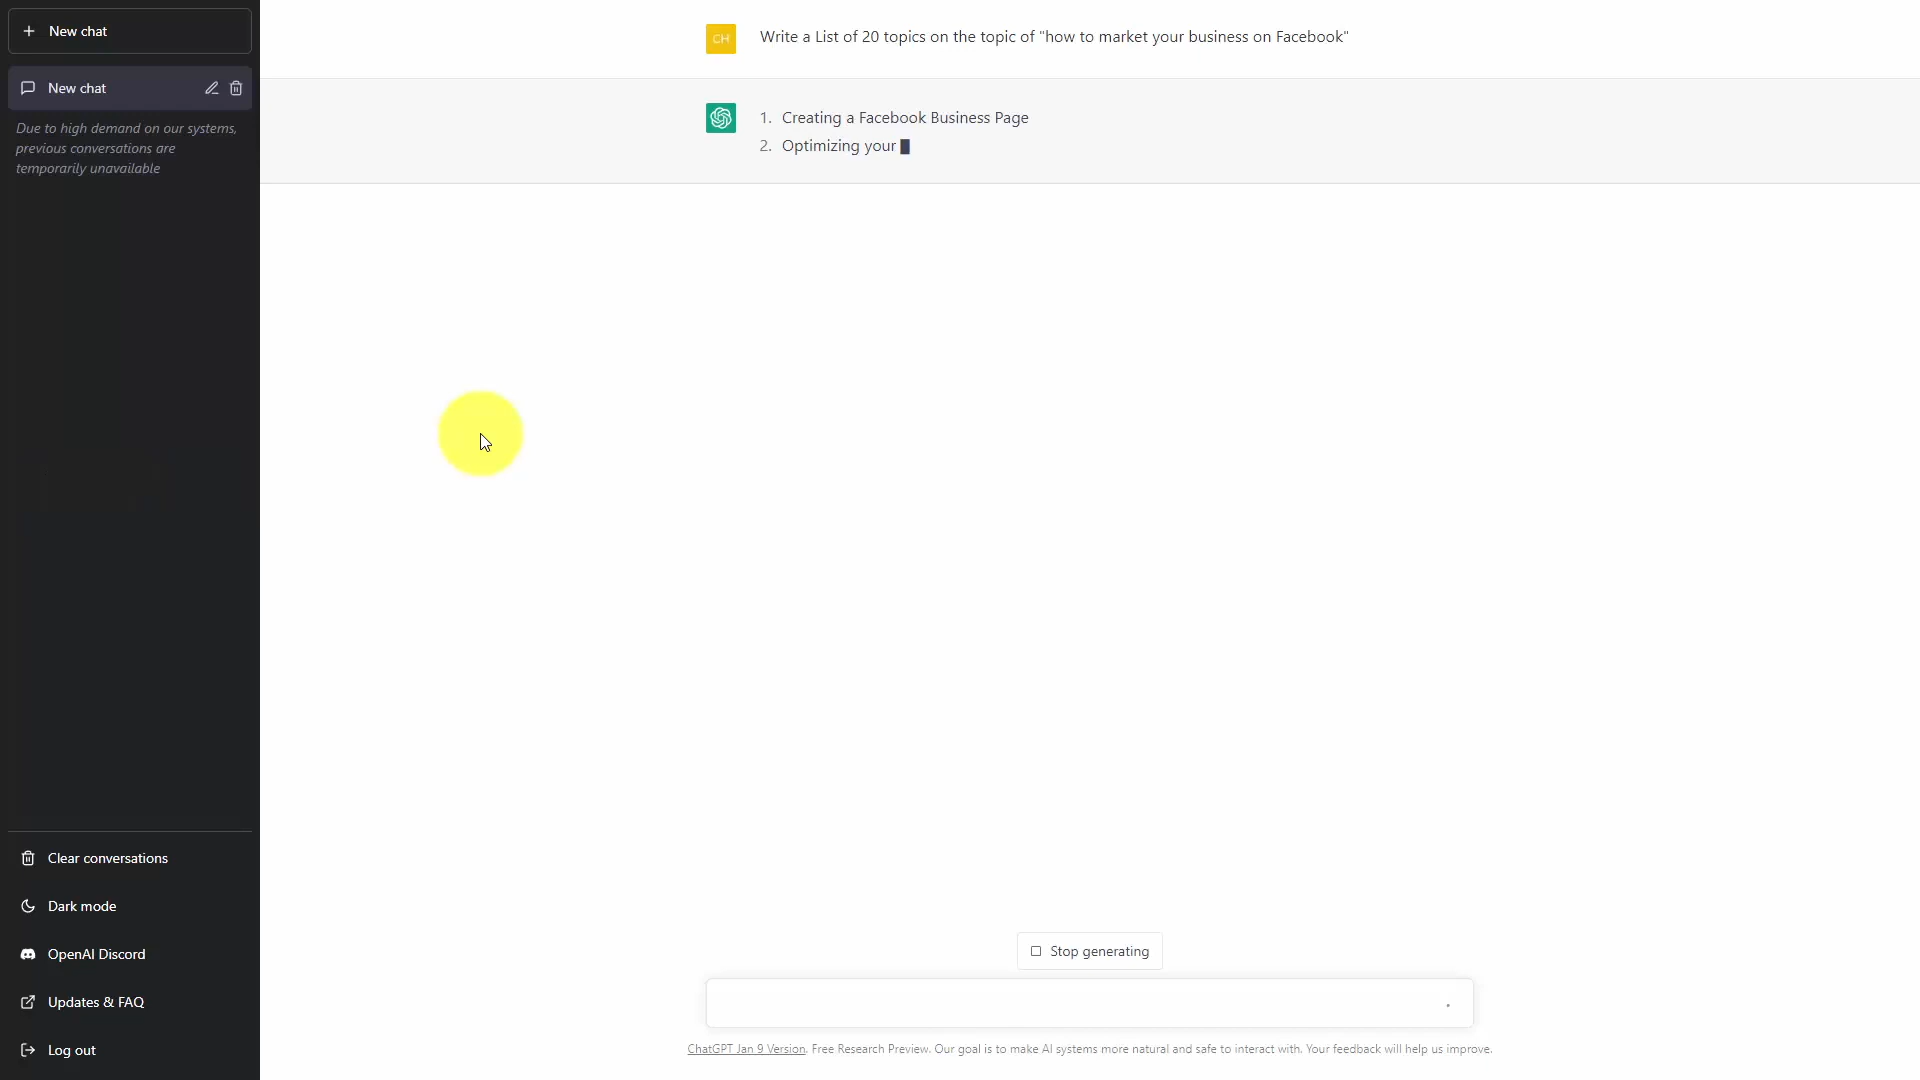 New chat
New chat
Due to high demand on our systems,
previous conversations are
temporarily unavailable
Clear conversations
Dark mode
OpenAI Discord
Updates & FAQ
Log out
CH
Write a List of 20 topics on the topic of "how to market your business on Facebook"
1. Creating a Facebook Business Page
2. Optimizing your
Stop generating
ChatGPT Jan 9 Version. Free Research Preview. Our goal is to make AI systems more natural and safe to interact with. Your feedback will help us improve.